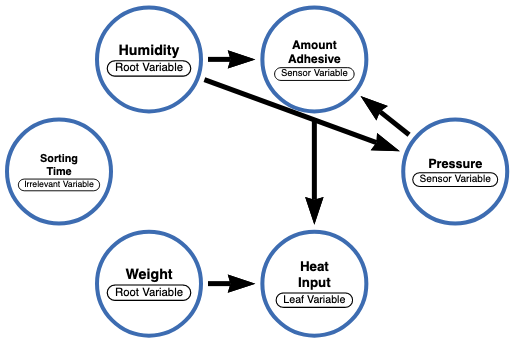 Humidity
Root Variable
Amount
Adhesive
Sensor Variable
Sorting
Time
Irrelevant Variable
Pressure
Sensor Variable
Weight
Root Variable
Heat
Input
Leaf Variable